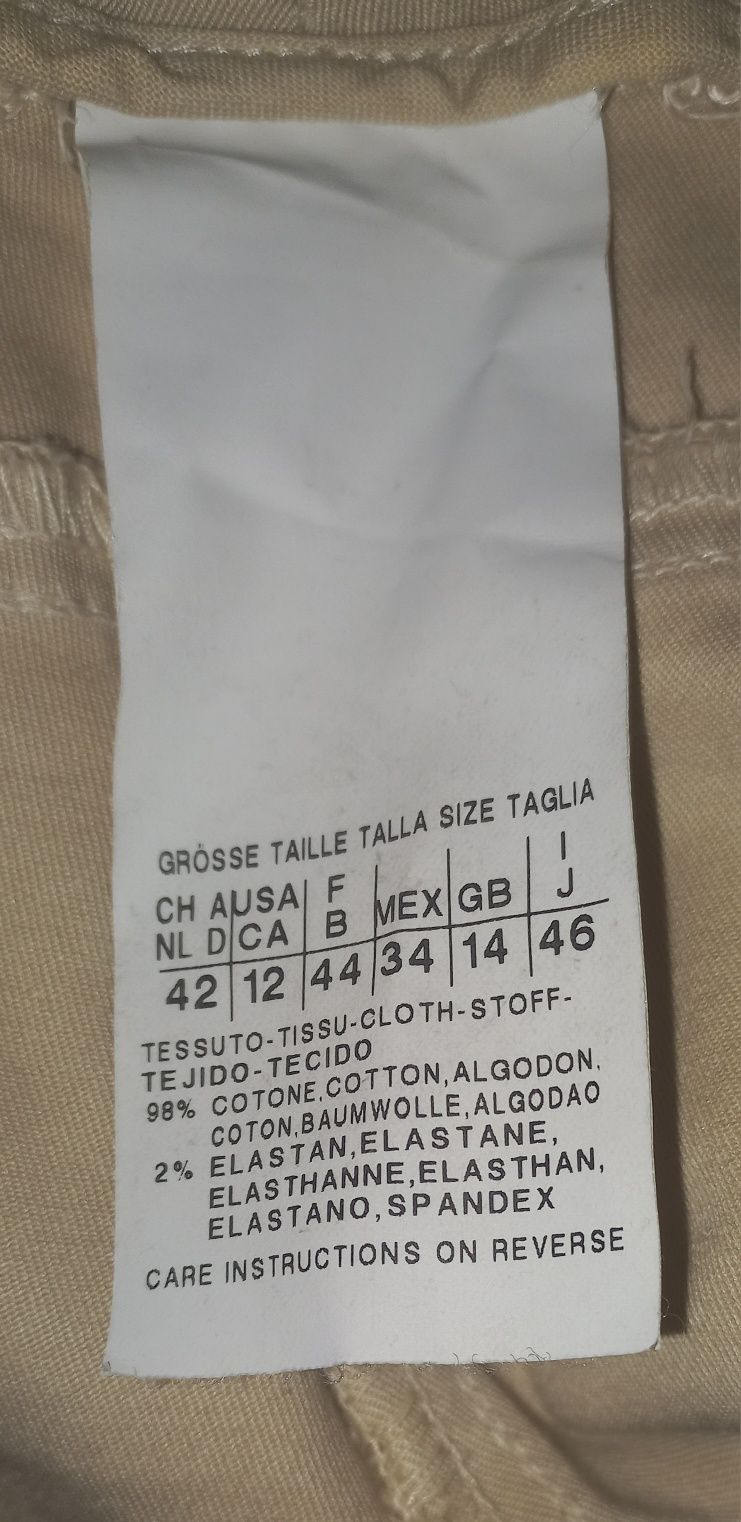 GRÖSSE TAILLE TALLA SIZE TAGLIA
CH A USA F MEX GB I
NL D CA B J
42 12 44 34 14 46
TESSUTO-TISSU-CLOTH-STOFF-
TEJIDO-TECIDO
98% COTONE,COTTON,ALGODON,
COTON,BAUMWOLLE,ALGODAO
2% ELASTAN,ELASTANE,
ELASTHANNE,ELASTHAN,
ELASTANO,SPANDEX
CARE INSTRUCTIONS ON REVERSE